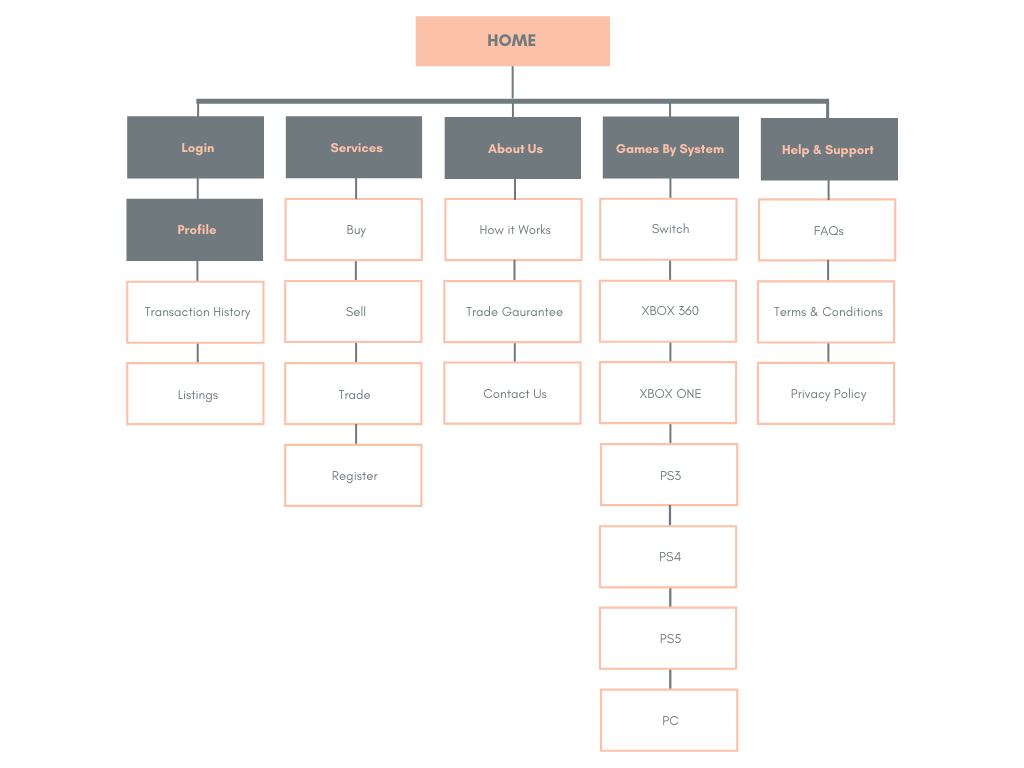 HOME
Login
Services
About Us
Games By System
Help & Support
Profile
Buy
How it Works
Switch
FAQs
Transaction History
Sell
Trade Gaurantee
XBOX 360
Terms & Conditions
Listings
Trade
Contact Us
XBOX ONE
Privacy Policy
Register
PS3
PS4
PS5
PC